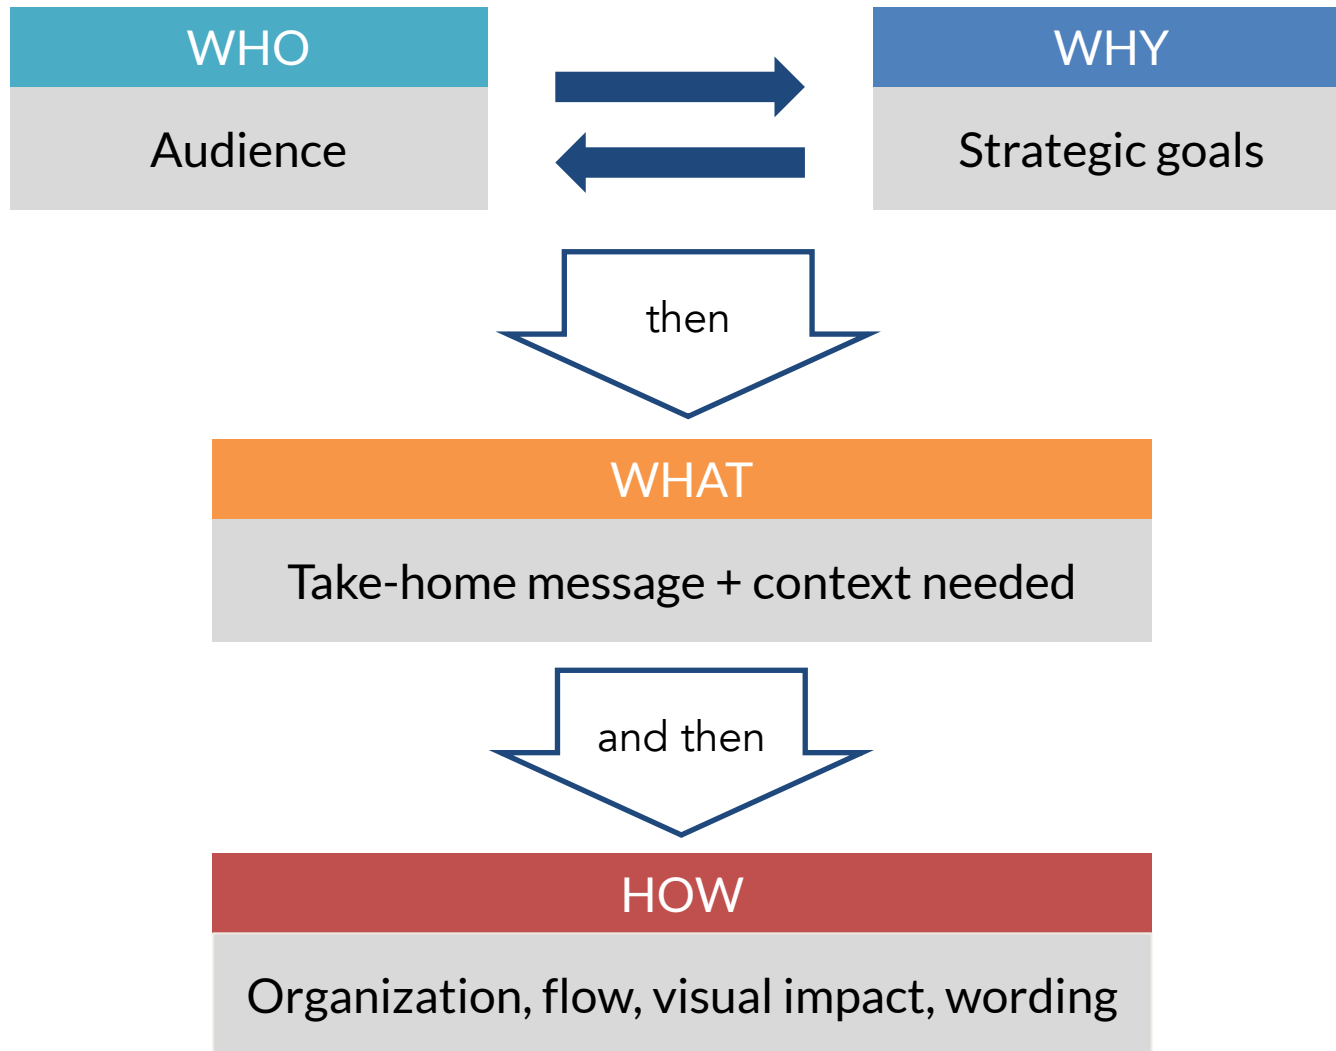 WHO
WHY
Audience
Strategic goals
then
WHAT
Take-home message + context needed
and then
HOW
Organization, flow, visual impact, wording